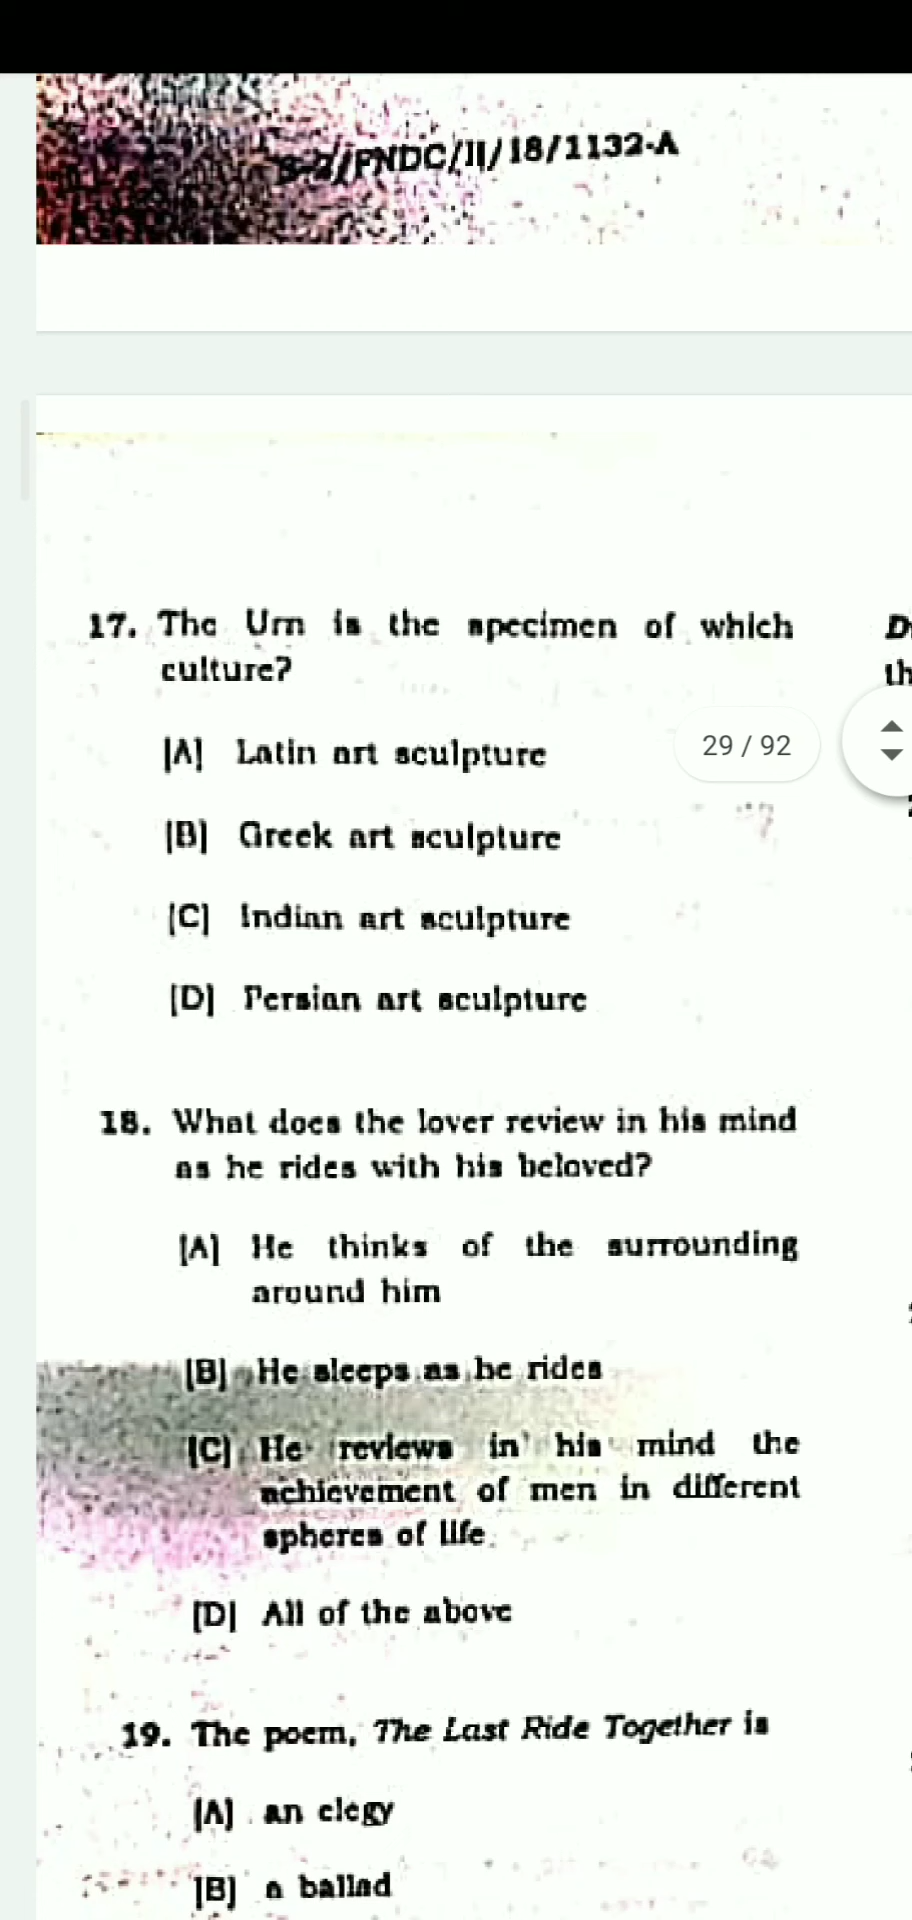 S-2/FNDC/II/18/1132-A
17. The Urn is the specimen of which
culture?
[A] Latin art sculpture
29 / 92
[B] Greek art sculpture
[C] Indian art sculpture
[D] Persian art sculpture
18. What does the lover review in his mind
as he rides with his beloved?
[A] He thinks of the surrounding
around him
[B] He sleeps as he rides
[C] He reviews in his mind the
achievement of men in different
spheres of life
[D] All of the above
19. The poem, The Last Ride Together is
[A] an elegy
[B] a ballad